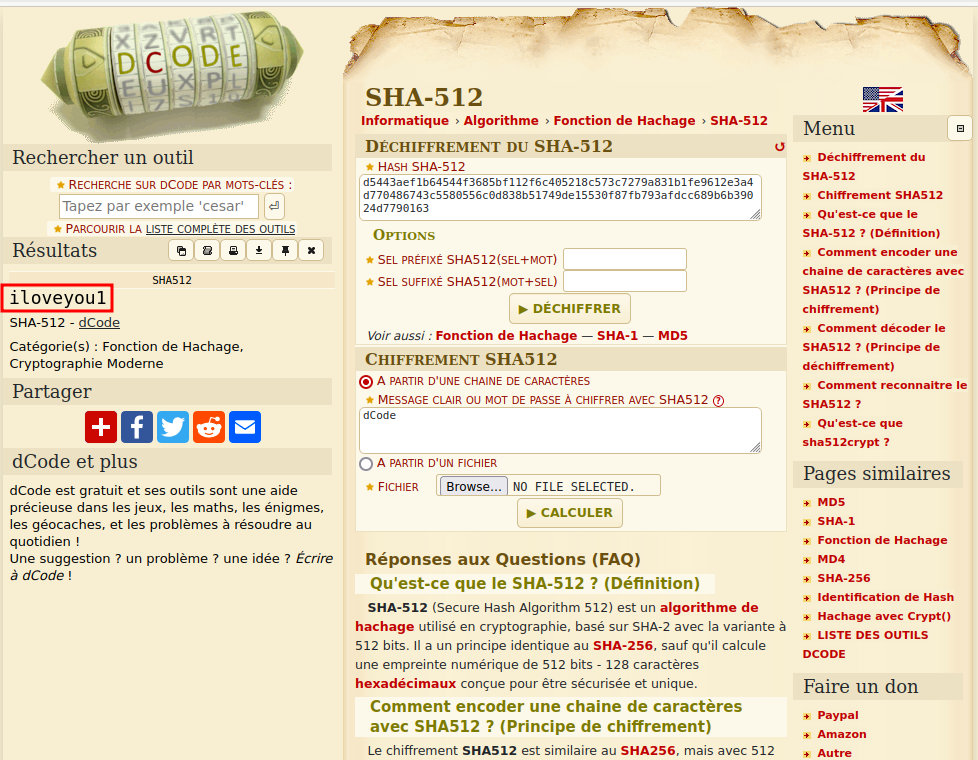 DCODE
Rechercher un outil
★ Recherche sur dCode par mots-clés :
Tapez par exemple 'cesar'
★ Parcourir la liste complète des outils
Résultats
SHA512
iloveyou1
SHA-512 - dCode
Catégorie(s) : Fonction de Hachage,
Cryptographie Moderne
Partager
dCode et plus
dCode est gratuit et ses outils sont une aide
précieuse dans les jeux, les maths, les énigmes,
les géocaches, et les problèmes à résoudre au
quotidien !
Une suggestion ? un problème ? une idée ? Écrire
à dCode !
SHA-512
Informatique › Algorithme › Fonction de Hachage › SHA-512
Déchiffrement du SHA-512
★ Hash SHA-512
d5443aef1b64544f3685bf112f6c405218c573c7279a831b1fe9612e3a4
d770486743c5580556c0d838b51749de15530f87fb793afdcc689b6b390
24d7790163
Options
★ Sel préfixé SHA512(sel+mot)
★ Sel suffixé SHA512(mot+sel)
▶ DÉCHIFFRER
Voir aussi : Fonction de Hachage — SHA-1 — MD5
Chiffrement SHA512
A partir d'une chaine de caractères
★ Message clair ou mot de passe à chiffrer avec SHA512 ?
dCode
A partir d'un fichier
★ Fichier Browse... NO FILE SELECTED.
▶ CALCULER
Réponses aux Questions (FAQ)
Qu'est-ce que le SHA-512 ? (Définition)
SHA-512 (Secure Hash Algorithm 512) est un algorithme de
hachage utilisé en cryptographie, basé sur SHA-2 avec la variante à
512 bits. Il a un principe identique au SHA-256, sauf qu'il calcule
une empreinte numérique de 512 bits - 128 caractères
hexadécimaux conçue pour être sécurisée et unique.
Comment encoder une chaine de caractères
avec SHA512 ? (Principe de chiffrement)
Le chiffrement SHA512 est similaire au SHA256, mais avec 512
Menu
Déchiffrement du
SHA-512
Chiffrement SHA512
Qu'est-ce que le
SHA-512 ? (Définition)
Comment encoder une
chaine de caractères avec
SHA512 ? (Principe de
chiffrement)
Comment décoder le
SHA512 ? (Principe de
déchiffrement)
Comment reconnaitre le
SHA512 ?
Qu'est-ce que
sha512crypt ?
Pages similaires
MD5
SHA-1
Fonction de Hachage
MD4
SHA-256
Identification de Hash
Hachage avec Crypt()
LISTE DES OUTILS
DCODE
Faire un don
Paypal
Amazon
Autre